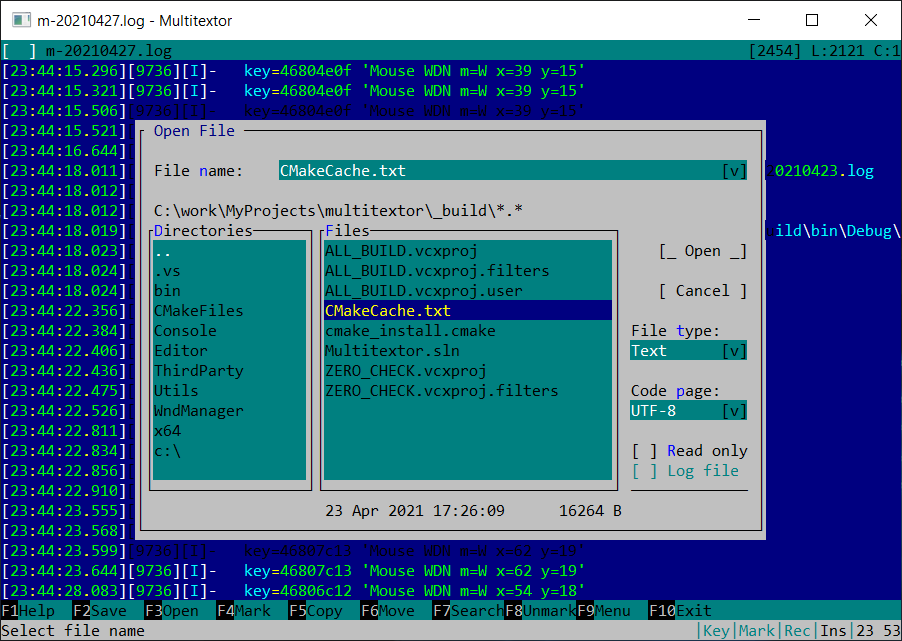 m-20210427.log - Multitextor
[  ] m-20210427.log [2454] L:2121 C:1
[23:44:15.296][9736][I]-   key=46804e0f 'Mouse WDN m=W x=39 y=15'
[23:44:15.321][9736][I]-   key=46804e0f 'Mouse WDN m=W x=39 y=15'
[23:44:15.506][9736][I]-   key=46804e0f 'Mouse WDN m=W x=39 y=15'
[23:44:15.521] Open File
[23:44:16.644]
[23:44:18.011] File name: CMakeCache.txt [v] 0210423.log
[23:44:18.012]
[23:44:18.012] C:\work\MyProjects\multitextor\_build\*.*
[23:44:18.019] Directories Files ild\bin\Debug\
[23:44:18.023] .. ALL_BUILD.vcxproj [_ Open _]
[23:44:18.024] .vs ALL_BUILD.vcxproj.filters
[23:44:18.024] bin ALL_BUILD.vcxproj.user [ Cancel ]
[23:44:22.356] CMakeFiles CMakeCache.txt
[23:44:22.384] Console cmake_install.cmake File type:
[23:44:22.406] Editor Multitextor.sln Text [v]
[23:44:22.436] ThirdParty ZERO_CHECK.vcxproj
[23:44:22.475] Utils ZERO_CHECK.vcxproj.filters Code page:
[23:44:22.526] WndManager UTF-8 [v]
[23:44:22.811] x64
[23:44:22.834] c:\ [ ] Read only
[23:44:22.856] [ ] Log file
[23:44:22.910]
[23:44:23.555] 23 Apr 2021 17:26:09 16264 B
[23:44:23.568]
[23:44:23.599][9736][I]-   key=46807c13 'Mouse WDN m=W x=62 y=19'
[23:44:23.644][9736][I]-   key=46807c13 'Mouse WDN m=W x=62 y=19'
[23:44:28.083][9736][I]-   key=46806c12 'Mouse WDN m=W x=54 y=18'
F1Help F2Save F3Open F4Mark F5Copy F6Move F7SearchF8UnmarkF9Menu F10Exit
Select file name |Key|Mark|Rec|Ins|23 53